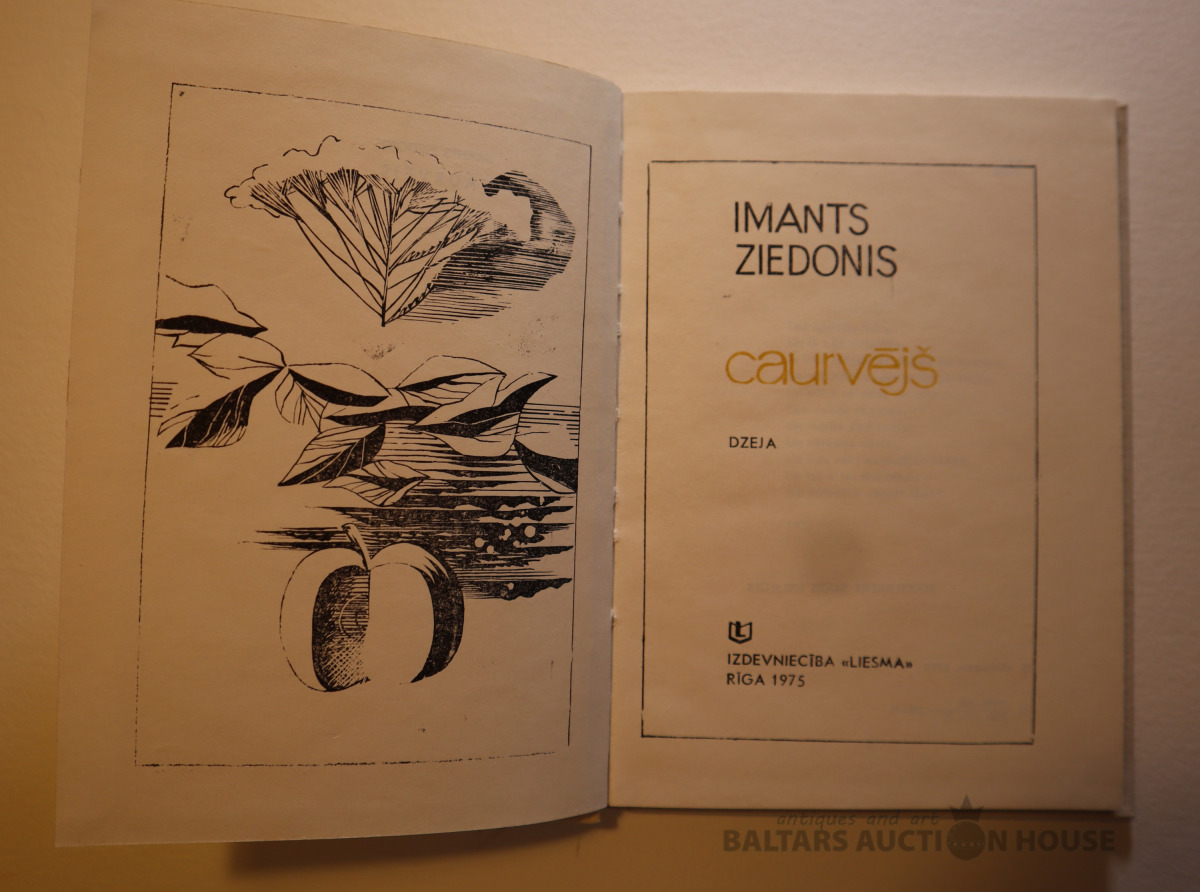 IMANTS
ZIEDONIS
caurvējš
DZEJA
IZDEVNIECĪBA «LIESMA»
RĪGA 1975
antiques and art
BALTARS AUCTION HOUSE